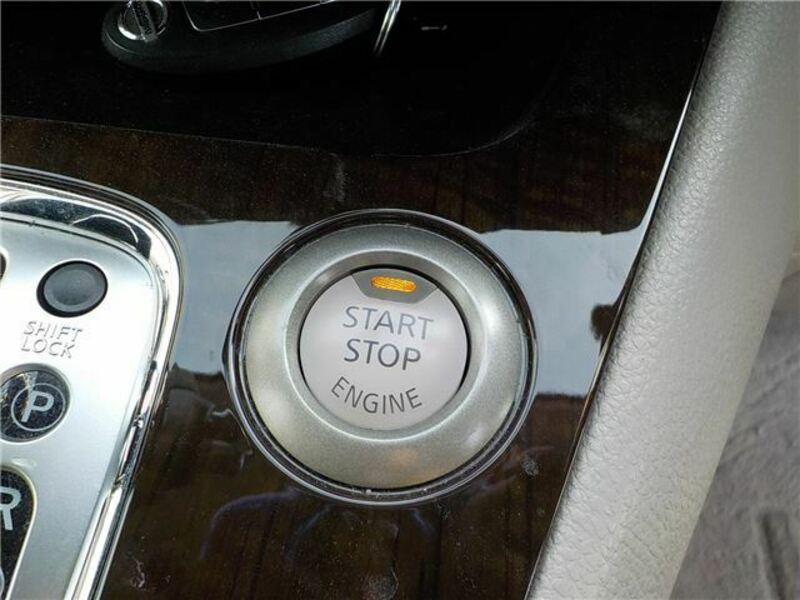 START
STOP
ENGINE
SHIFT
LOCK
P
R